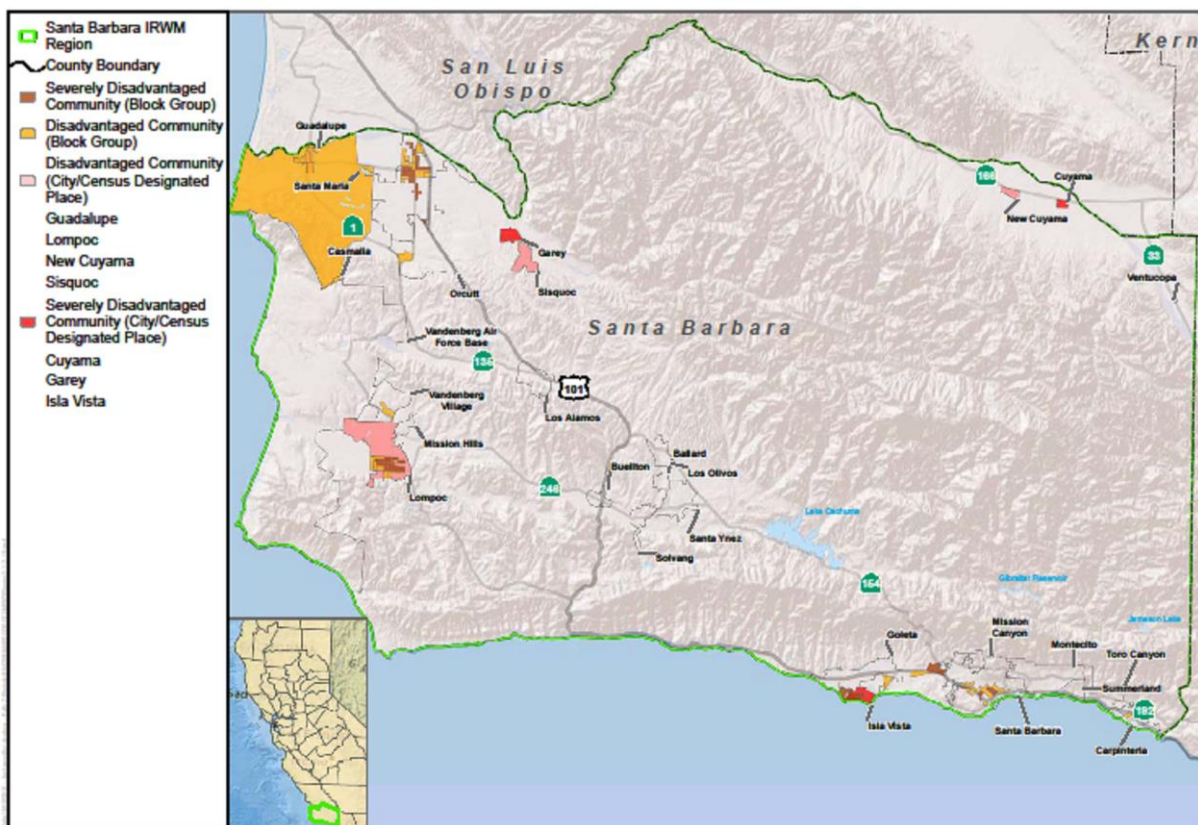 Santa Barbara IRWM
Region
County Boundary
Severely Disadvantaged
Community (Block Group)
Disadvantaged Community
(Block Group)
Disadvantaged Community
(City/Census Designated
Place)
Guadalupe
Lompoc
New Cuyama
Sisquoc
Severely Disadvantaged
Community (City/Census
Designated Place)
Cuyama
Garey
Isla Vista
San Luis
Obispo
Kern
Guadalupe
Santa Maria
1
Casmalia
166
Cuyama
New Cuyama
33
Ventucopa
Garey
Sisquoc
Orcutt
Santa Barbara
Vandenberg Air
Force Base
135
101
Vandenberg
Village
Los Alamos
Mission Hills
Lompoc
246
Buellton
Ballard
Los Olivos
Santa Ynez
Solvang
Lake Cachuma
154
Gibraltar Reservoir
Jameson Lake
Goleta
Mission
Canyon
Montecito
Toro Canyon
Summerland
192
Isla Vista
Santa Barbara
Carpinteria